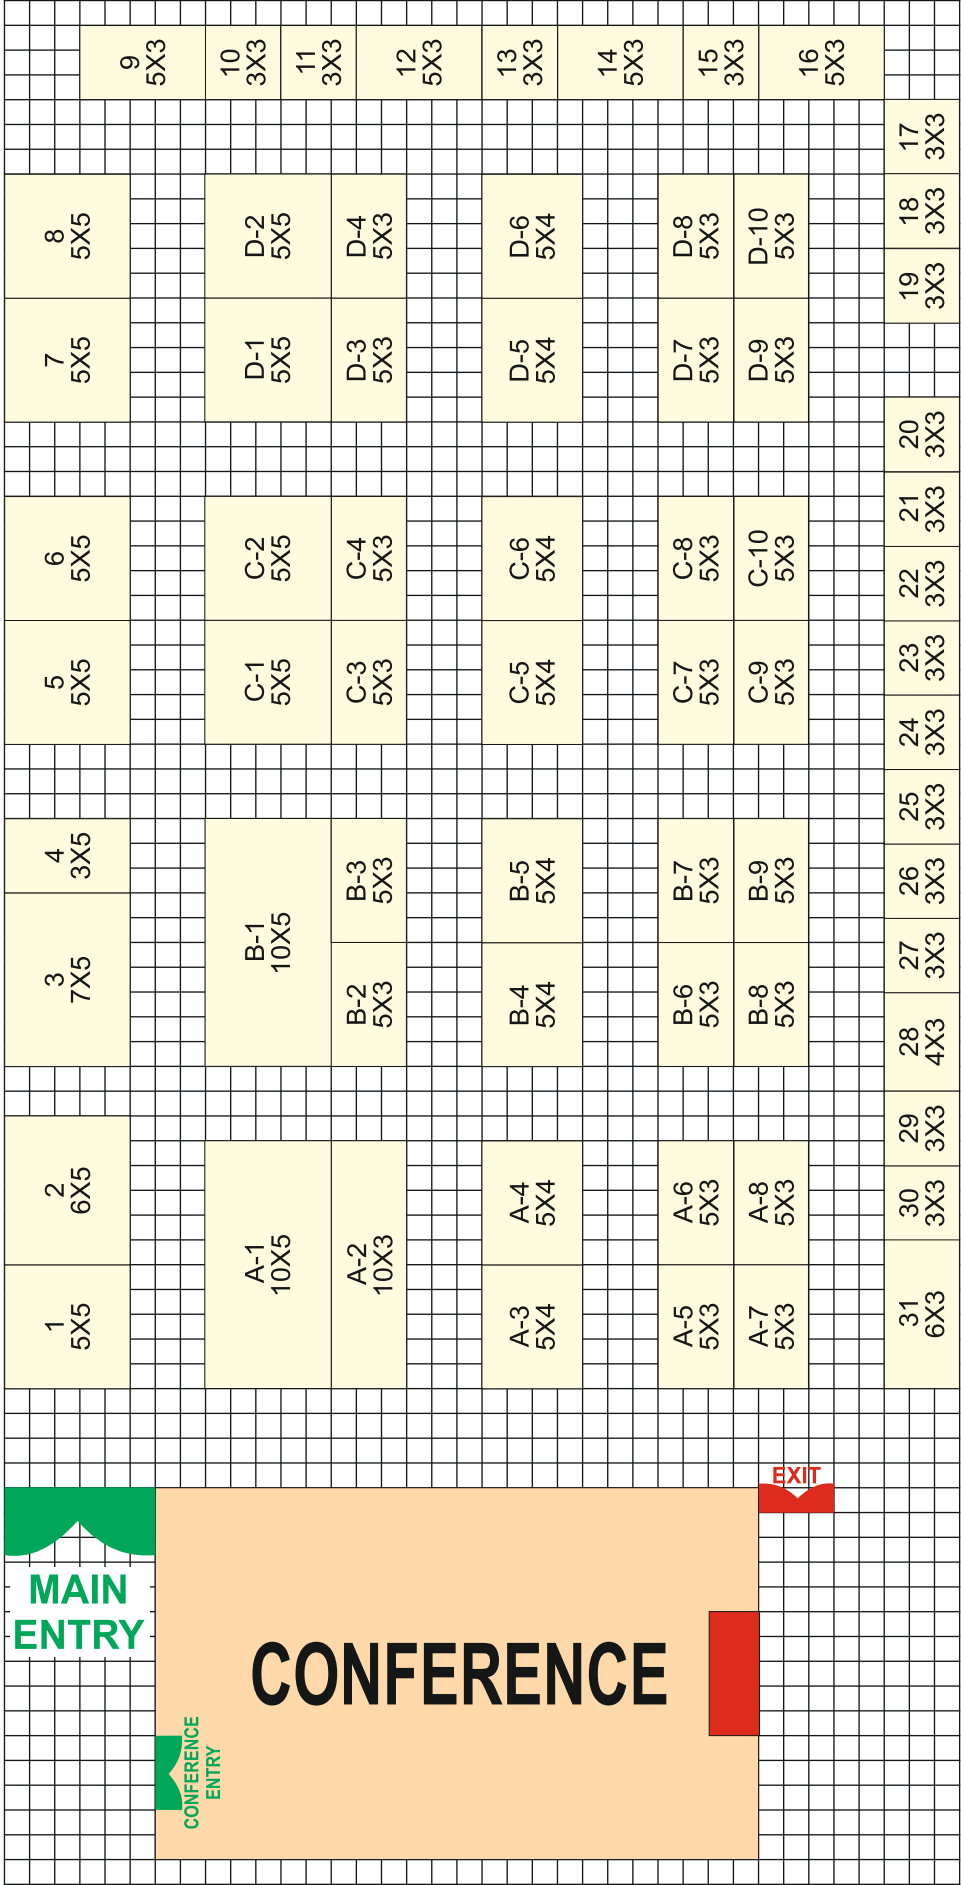 9
5X3
10
3X3
11
3X3
12
5X3
13
3X3
14
5X3
15
3X3
16
5X3
17
3X3
18
3X3
19
3X3
8
5X5
D-2
5X5
D-4
5X3
D-6
5X4
D-8
5X3
D-10
5X3
7
5X5
D-1
5X5
D-3
5X3
D-5
5X4
D-7
5X3
D-9
5X3
20
3X3
21
3X3
22
3X3
23
3X3
24
3X3
6
5X5
C-2
5X5
C-4
5X3
C-6
5X4
C-8
5X3
C-10
5X3
5
5X5
C-1
5X5
C-3
5X3
C-5
5X4
C-7
5X3
C-9
5X3
25
3X3
26
3X3
27
3X3
28
4X3
4
3X5
3
7X5
B-1
10X5
B-3
5X3
B-2
5X3
B-5
5X4
B-4
5X4
B-7
5X3
B-9
5X3
B-6
5X3
B-8
5X3
29
3X3
30
3X3
31
6X3
2
6X5
1
5X5
A-1
10X5
A-2
10X3
A-4
5X4
A-3
5X4
A-6
5X3
A-8
5X3
A-5
5X3
A-7
5X3
EXIT
MAIN
ENTRY
CONFERENCE
CONFERENCE
ENTRY